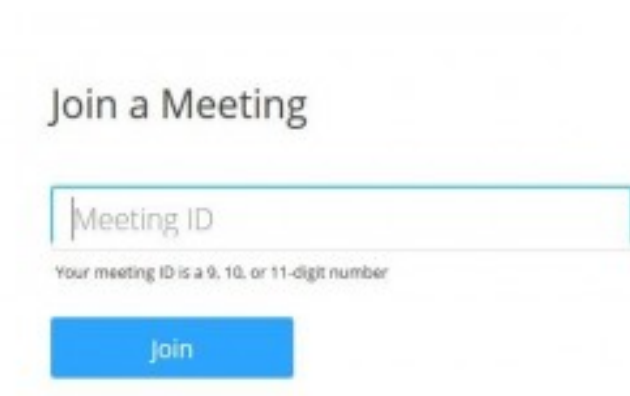 Join a Meeting
Meeting ID
Your meeting ID is a 9, 10, or 11-digit number
Join